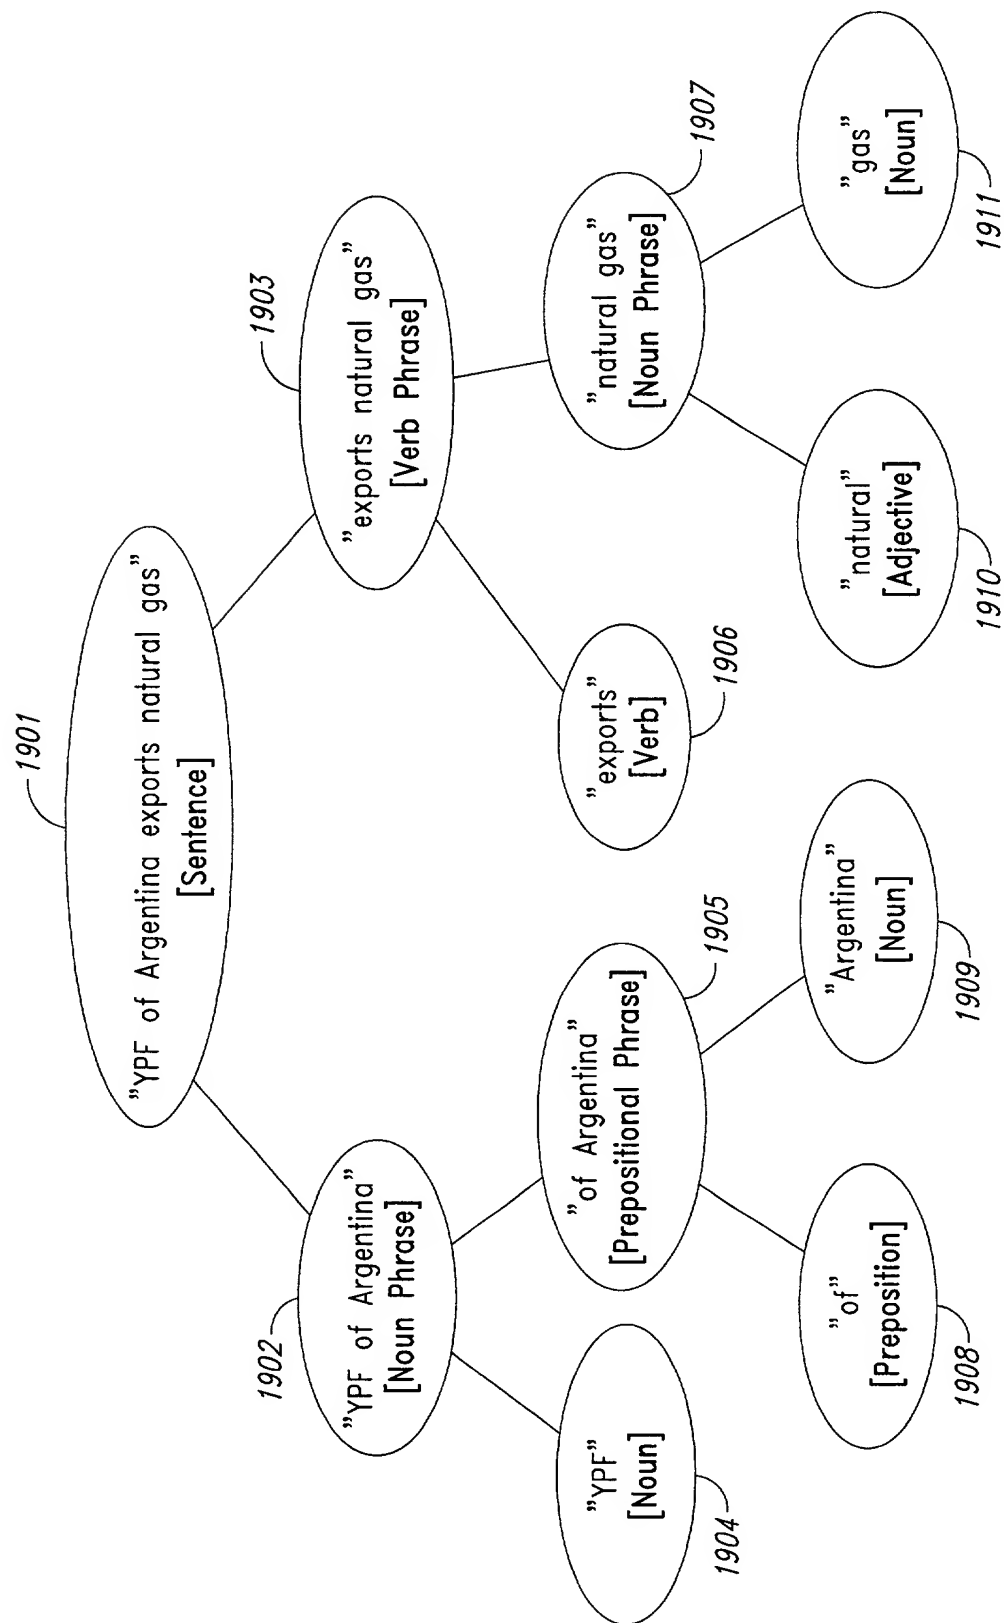 1901
”YPF of Argentina exports natural gas”
[Sentence]
1902
”YPF of Argentina”
[Noun Phrase]
1903
”exports natural gas”
[Verb Phrase]
1904
”YPF”
[Noun]
1905
”of Argentina”
[Prepositional Phrase]
1906
”exports”
[Verb]
1907
”natural gas”
[Noun Phrase]
1908
”of”
[Preposition]
1909
”Argentina”
[Noun]
1910
”natural”
[Adjective]
1911
”gas”
[Noun]